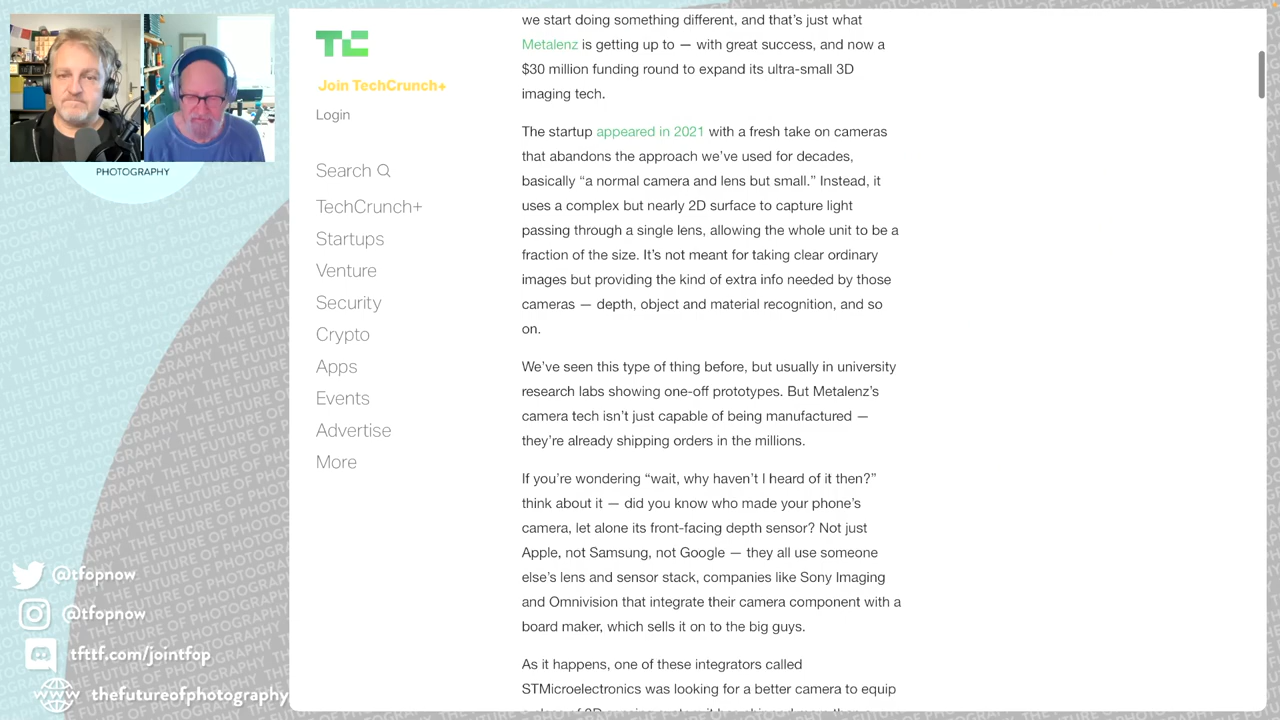 PHOTOGRAPHY
@tfopnow
@tfopnow
tfttf.com/jointfop
www thefutureofphotography
TC
Join TechCrunch+
Login
Search
TechCrunch+
Startups
Venture
Security
Crypto
Apps
Events
Advertise
More
we start doing something different, and that’s just what
Metalenz is getting up to — with great success, and now a
$30 million funding round to expand its ultra-small 3D
imaging tech.
The startup appeared in 2021 with a fresh take on cameras
that abandons the approach we’ve used for decades,
basically “a normal camera and lens but small.” Instead, it
uses a complex but nearly 2D surface to capture light
passing through a single lens, allowing the whole unit to be a
fraction of the size. It’s not meant for taking clear ordinary
images but providing the kind of extra info needed by those
cameras — depth, object and material recognition, and so
on.
We’ve seen this type of thing before, but usually in university
research labs showing one-off prototypes. But Metalenz’s
camera tech isn’t just capable of being manufactured —
they’re already shipping orders in the millions.
If you’re wondering “wait, why haven’t I heard of it then?”
think about it — did you know who made your phone’s
camera, let alone its front-facing depth sensor? Not just
Apple, not Samsung, not Google — they all use someone
else’s lens and sensor stack, companies like Sony Imaging
and Omnivision that integrate their camera component with a
board maker, which sells it on to the big guys.
As it happens, one of these integrators called
STMicroelectronics was looking for a better camera to equip